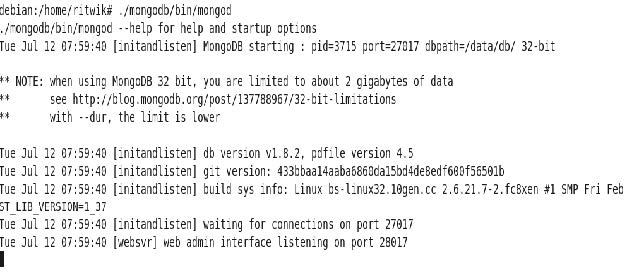 debian:/home/ritwik# ./mongodb/bin/mongod
./mongodb/bin/mongod --help for help and startup options
Tue Jul 12 07:59:40 [initandlisten] MongoDB starting : pid=3715 port=27017 dbpath=/data/db/ 32-bit
** NOTE: when using MongoDB 32 bit, you are limited to about 2 gigabytes of data
** see http://blog.mongodb.org/post/137788967/32-bit-limitations
** with --dur, the limit is lower
Tue Jul 12 07:59:40 [initandlisten] db version v1.8.2, pdfile version 4.5
Tue Jul 12 07:59:40 [initandlisten] git version: 433bbaa14aaba6860da15bd4de8edf600f56501b
Tue Jul 12 07:59:40 [initandlisten] build sys info: Linux bs-linux32.10gen.cc 2.6.21.7-2.fc8xen #1 SMP Fri Feb
ST_LIB_VERSION=1_37
Tue Jul 12 07:59:40 [initandlisten] waiting for connections on port 27017
Tue Jul 12 07:59:40 [websvr] web admin interface listening on port 28017